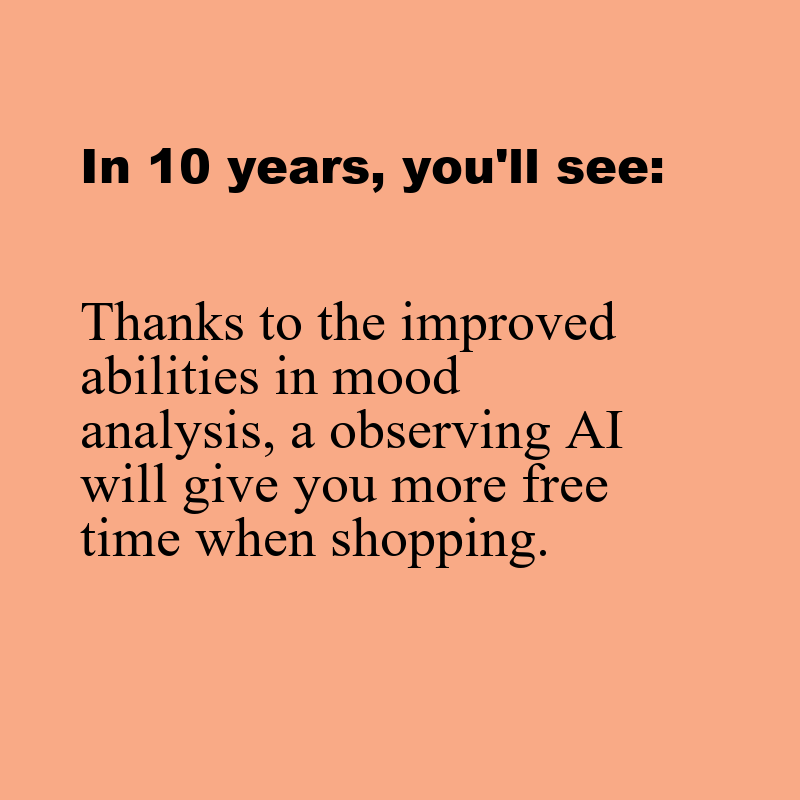 In 10 years, you'll see:
Thanks to the improved
abilities in mood
analysis, a observing AI
will give you more free
time when shopping.